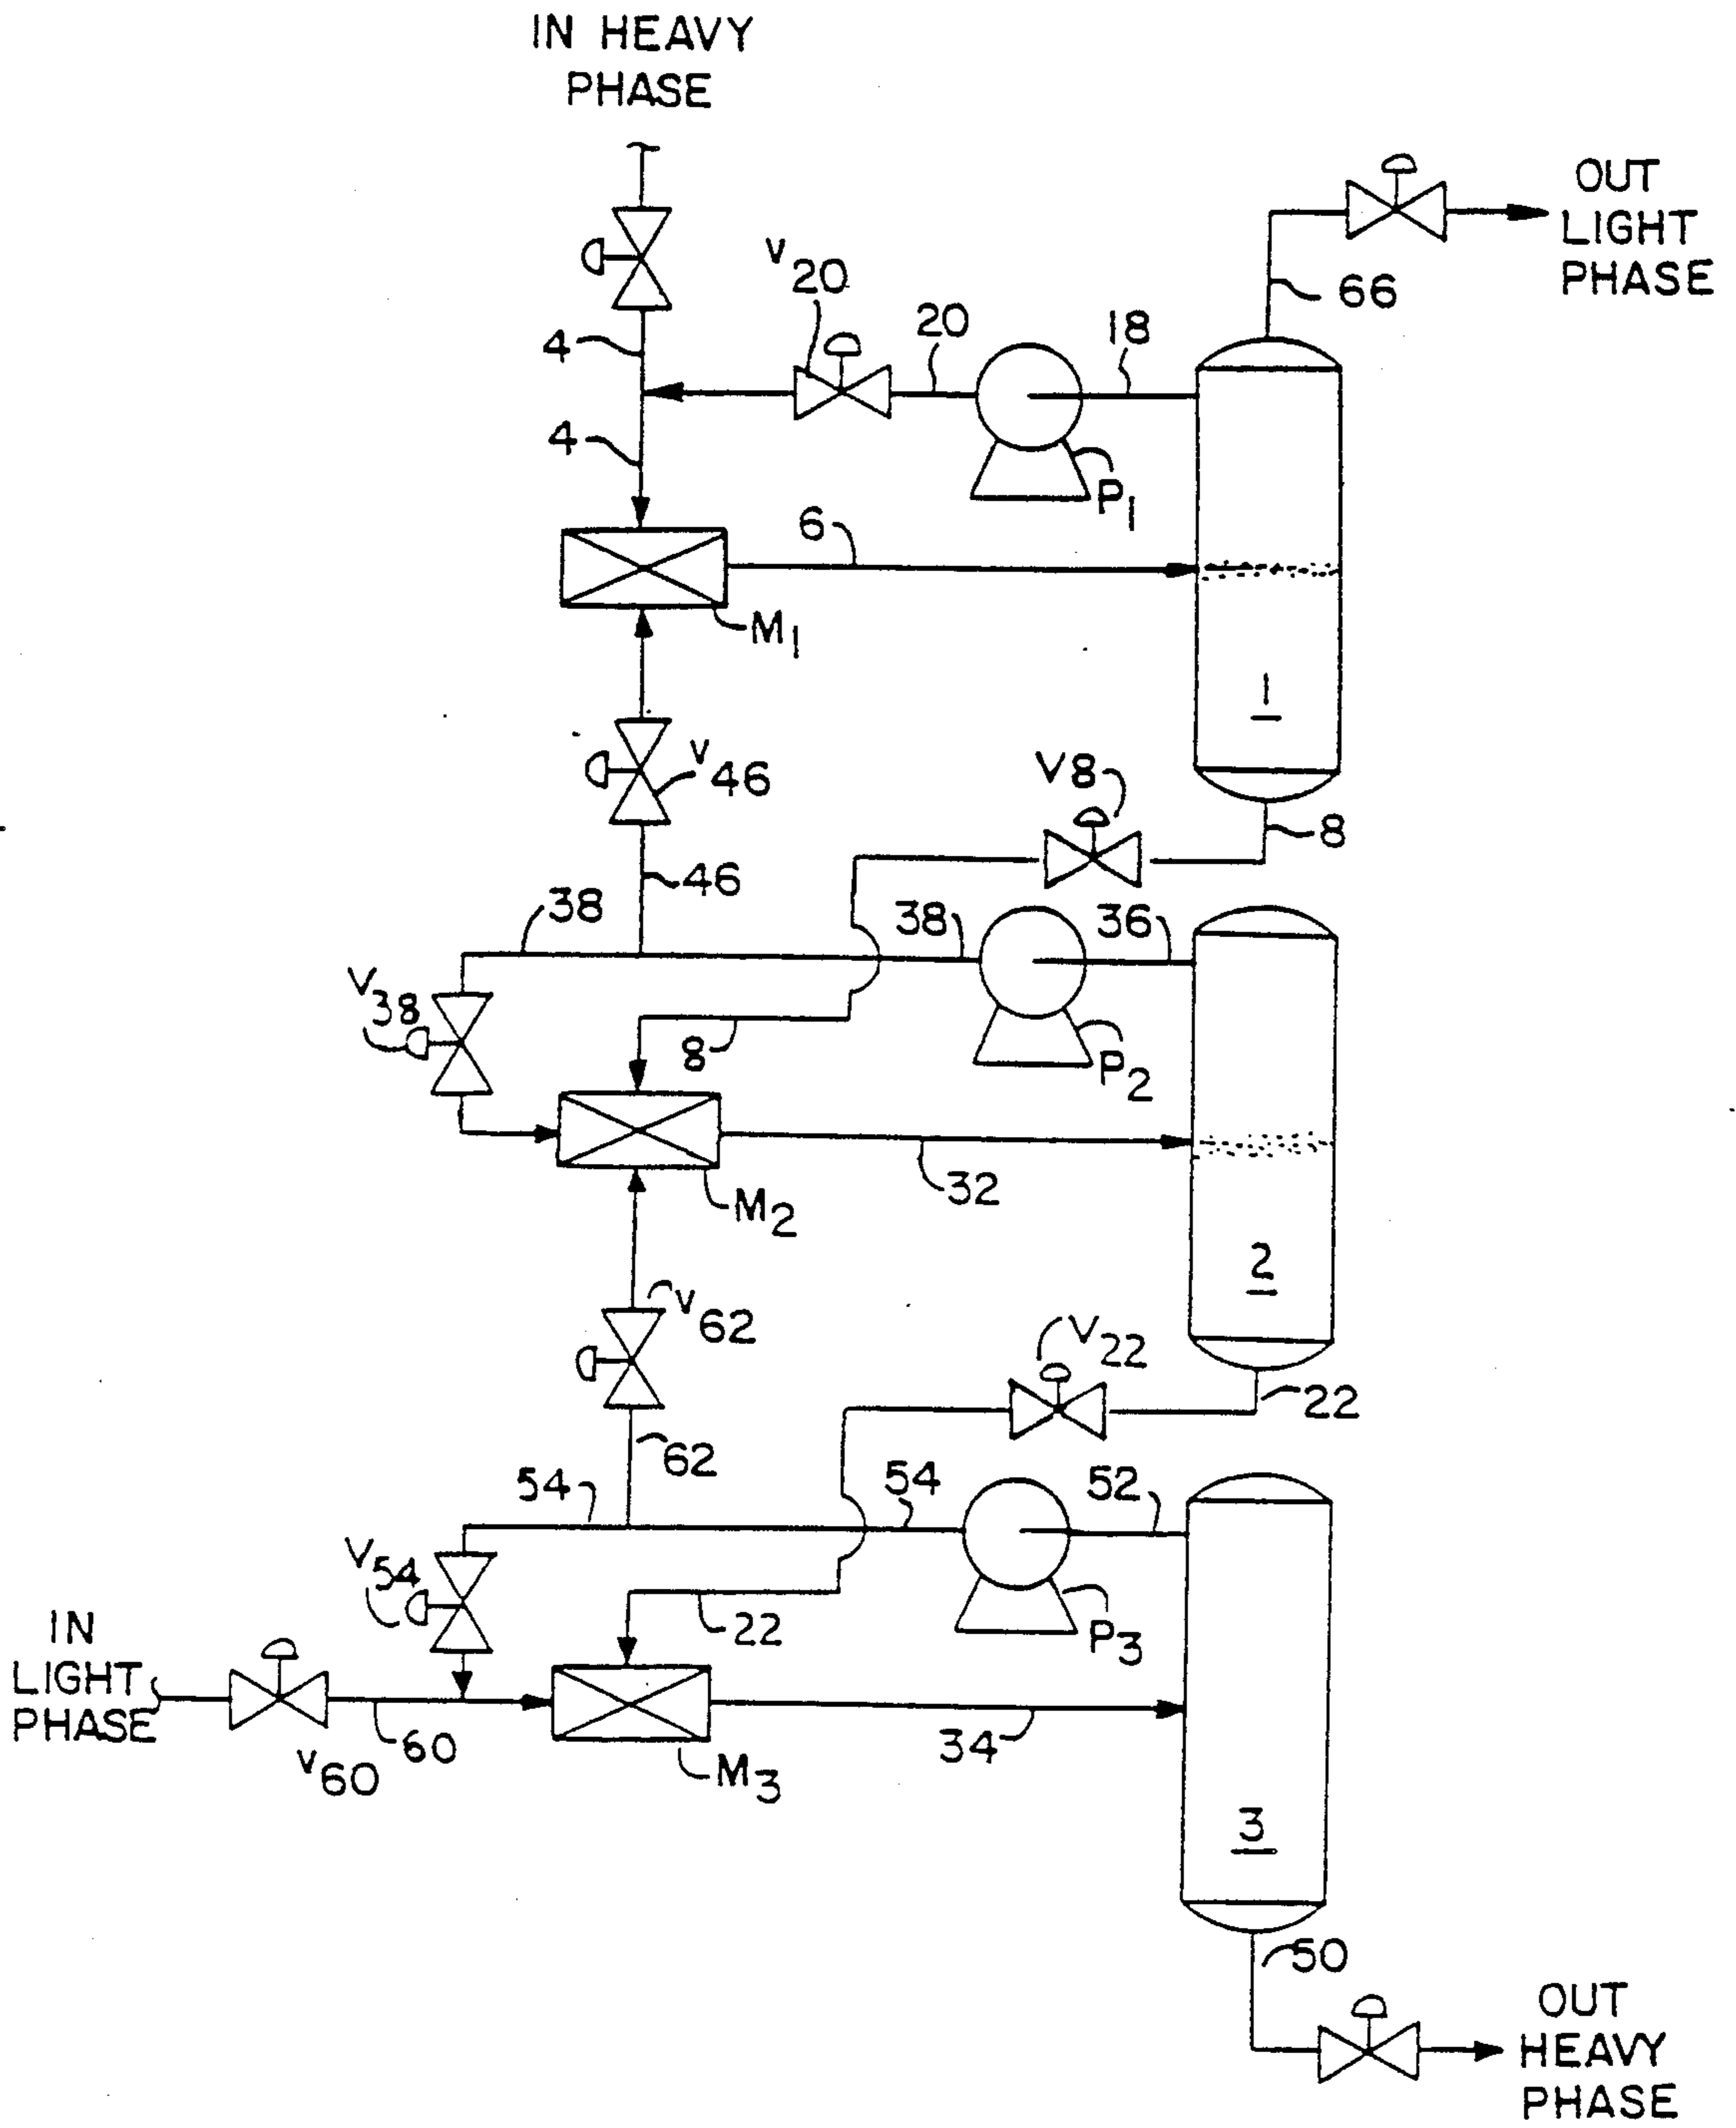 IN HEAVY
PHASE
OUT
LIGHT
PHASE
66
V20
20
18
4
4
P1
6
M1
1
V46
V8
8
46
38
38
36
V38
8
P2
32
M2
2
V62
V22
22
62
54
54
52
V54
22
P3
IN
LIGHT
PHASE
60
V60
34
M3
3
50
OUT
HEAVY
PHASE